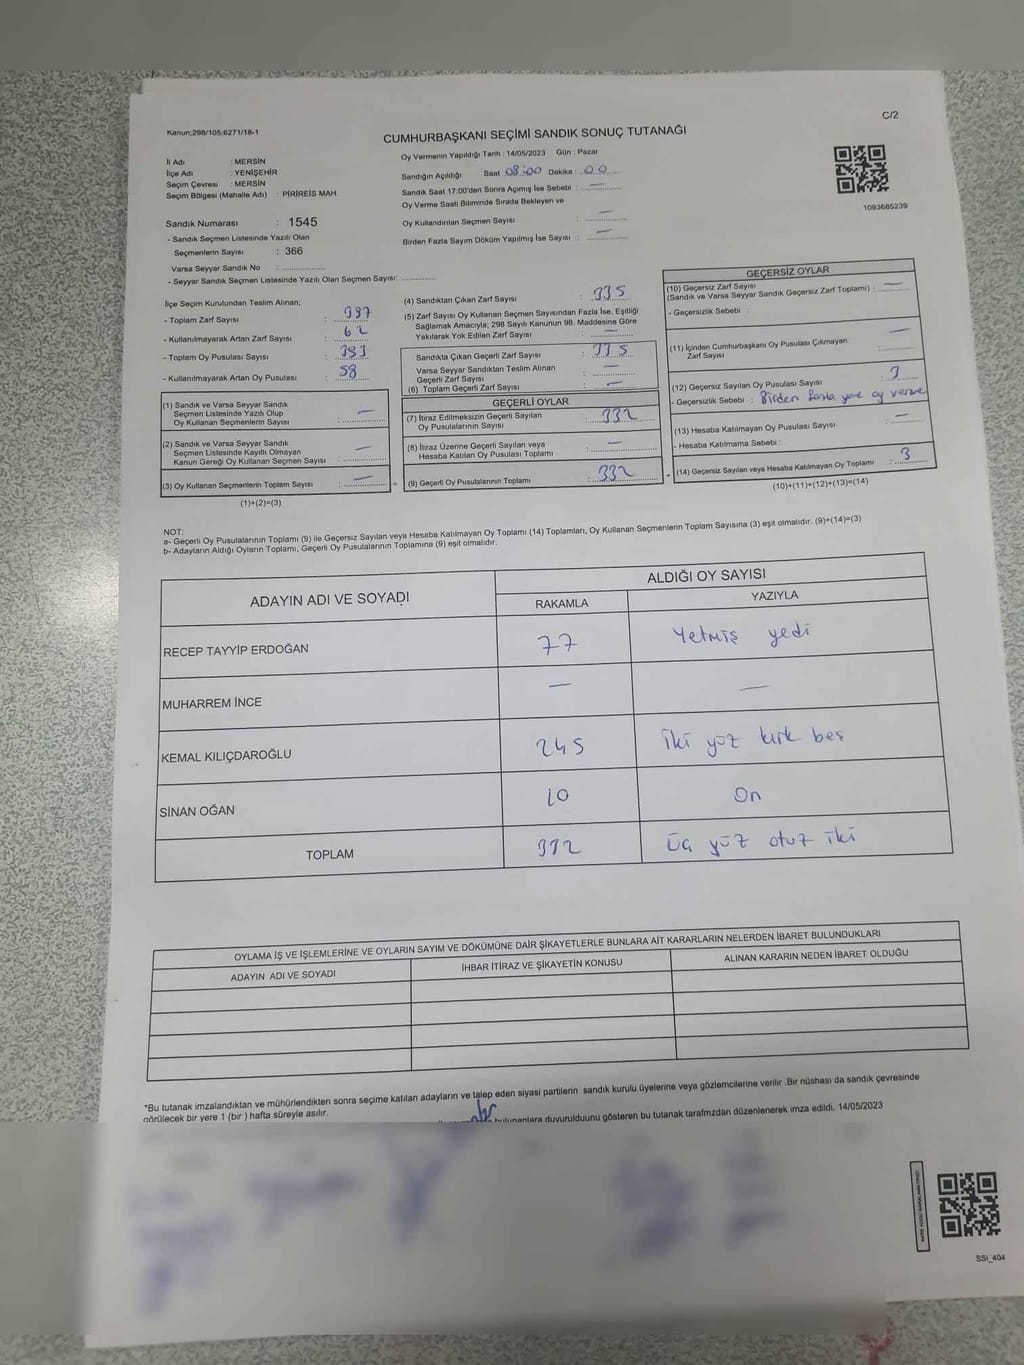 Kanun:298/105;6271/18-1
C/2
CUMHURBAŞKANI SEÇİMİ SANDIK SONUÇ TUTANAĞI
İl Adı : MERSİN
İlçe Adı : YENİŞEHİR
Seçim Çevresi : MERSİN
Seçim Bölgesi (Mahalle Adı) : PİRİREİS MAH.
Sandık Numarası : 1545
- Sandık Seçmen Listesinde Yazılı Olan
Seçmenlerin Sayısı : 366
Varsa Seyyar Sandık No :
- Seyyar Sandık Seçmen Listesinde Yazılı Olan Seçmen Sayısı:
Oy Vermenin Yapıldığı Tarih : 14/05/2023 Gün : Pazar
Sandığın Açıldığı Saat 08:00 Dakika : 00
Sandık Saat 17:00'den Sonra Açımış İse Sebebi : —
Oy Verme Saati Bitiminde Sırada Bekleyen ve
Oy Kullandırılan Seçmen Sayısı : —
Birden Fazla Sayım Döküm Yapılmış İse Sayısı : —
1093685239
İlçe Seçim Kurulundan Teslim Alınan;
- Toplam Zarf Sayısı : 397
- Kullanılmayarak Artan Zarf Sayısı : 62
- Toplam Oy Pusulası Sayısı : 393
- Kullanılmayarak Artan Oy Pusulası : 58
(1) Sandık ve Varsa Seyyar Sandık
Seçmen Listesinde Yazılı Olup
Oy Kullanan Seçmenlerin Sayısı : —
(2) Sandık ve Varsa Seyyar Sandık
Seçmen Listesinde Kayıtlı Olmayan
Kanun Gereği Oy Kullanan Seçmen Sayısı : —
(3) Oy Kullanan Seçmenlerin Toplam Sayısı : — =
(1)+(2)=(3)
(4) Sandıktan Çıkan Zarf Sayısı : 335
(5) Zarf Sayısı Oy Kullanan Seçmen Sayısından Fazla İse, Eşitliği
Sağlamak Amacıyla; 298 Sayılı Kanunun 98. Maddesine Göre
Yakılarak Yok Edilen Zarf Sayısı : —
Sandıkta Çıkan Geçerli Zarf Sayısı : 335
Varsa Seyyar Sandıktan Teslim Alınan
Geçerli Zarf Sayısı : —
(6) Toplam Geçerli Zarf Sayısı : —
GEÇERLİ OYLAR
(7) İtiraz Edilmeksizin Geçerli Sayılan
Oy Pusulalarının Sayısı : 332
(8) İtiraz Üzerine Geçerli Sayılan veya
Hesaba Katılan Oy Pusulası Toplamı : —
(9) Geçerli Oy Pusulalarının Toplamı : 332 +
GEÇERSİZ OYLAR
(10) Geçersiz Zarf Sayısı
(Sandık ve Varsa Seyyar Sandık Geçersiz Zarf Toplamı) : —
- Geçersizlik Sebebi :
(11) İçinden Cumhurbaşkanı Oy Pusulası Çıkmayan
Zarf Sayısı : —
(12) Geçersiz Sayılan Oy Pusulası Sayısı : 3
- Geçersizlik Sebebi : Birden fazla yere oy verme
(13) Hesaba Katılmayan Oy Pusulası Sayısı : —
- Hesaba Katılmama Sebebi :
(14) Geçersiz Sayılan veya Hesaba Katılmayan Oy Toplamı : 3
(10)+(11)+(12)+(13)=(14)
NOT:
a- Geçerli Oy Pusulalarının Toplamı (9) ile Geçersiz Sayılan veya Hesaba Katılmayan Oy Toplamı (14) Toplamları, Oy Kullanan Seçmenlerin Toplam Sayısına (3) eşit olmalıdır. (9)+(14)=(3)
b- Adayların Aldığı Oyların Toplamı, Geçerli Oy Pusulalarının Toplamına (9) eşit olmalıdır.
ADAYIN ADI VE SOYADI
ALDIĞI OY SAYISI
RAKAMLA YAZIYLA
RECEP TAYYİP ERDOĞAN 77 Yetmiş yedi
MUHARREM İNCE — —
KEMAL KILIÇDAROĞLU 245 İki yüz kırk beş
SİNAN OĞAN 10 On
TOPLAM 332 Üç yüz otuz iki
OYLAMA İŞ VE İŞLEMLERİNE VE OYLARIN SAYIM VE DÖKÜMÜNE DAİR ŞİKAYETLERLE BUNLARA AİT KARARLARIN NELERDEN İBARET BULUNDUKLARI
ADAYIN ADI VE SOYADI İHBAR İTİRAZ VE ŞİKAYETİN KONUSU ALINAN KARARIN NEDEN İBARET OLDUĞU
*Bu tutanak imzalandıktan ve mühürlendikten sonra seçime katılan adayların ve talep eden siyasi partilerin sandık kurulu üyelerine veya gözlemcilerine verilir .Bir nüshası da sandık çevresinde
görülecek bir yere 1 (bir ) hafta süreyle asılır.
bulunanlara duyurulduunu gösteren bu tutanak tarafmzdan düzenlenerek imza edildi. 14/05/2023
SSİ_404